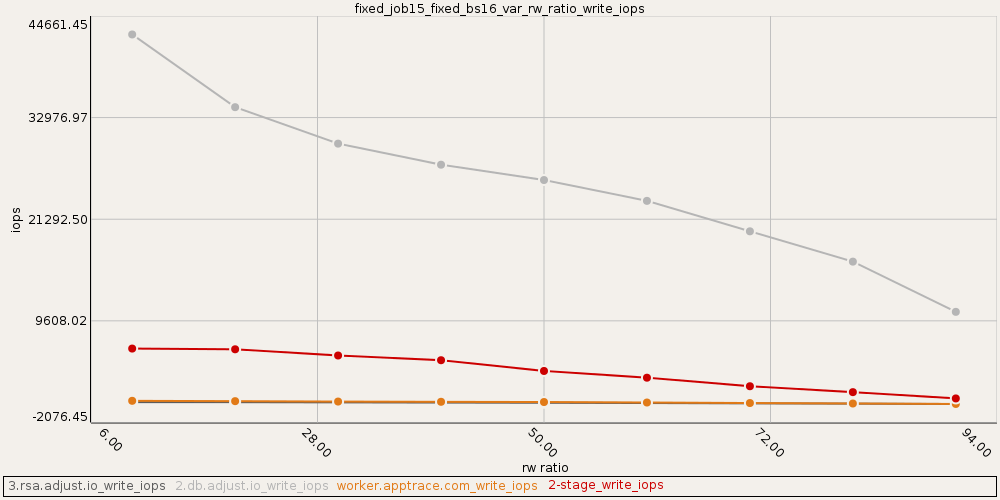 fixed_job15_fixed_bs16_var_rw_ratio_write_iops
44661.45
32976.97
21292.50
9608.02
-2076.45
iops
6.00 28.00 50.00 72.00 94.00
rw ratio
3.rsa.adjust.io_write_iops 2.db.adjust.io_write_iops worker.apptrace.com_write_iops 2-stage_write_iops